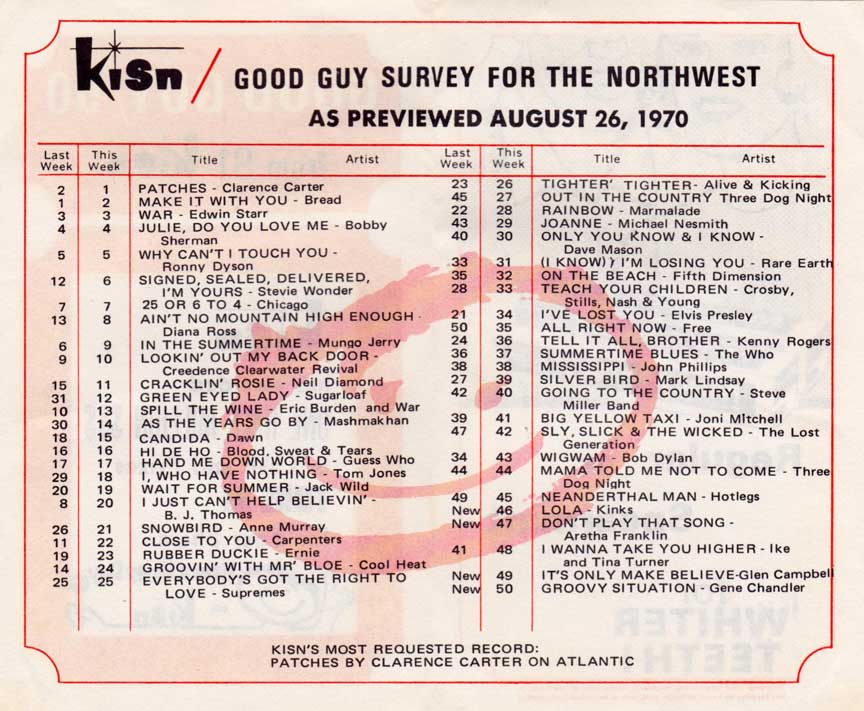 KISN / GOOD GUY SURVEY FOR THE NORTHWEST
AS PREVIEWED AUGUST 26, 1970
Last Week This Week Title Artist
2 1 PATCHES - Clarence Carter
1 2 MAKE IT WITH YOU - Bread
3 3 WAR - Edwin Starr
4 4 JULIE, DO YOU LOVE ME - Bobby
Sherman
5 5 WHY CAN'T I TOUCH YOU -
Ronny Dyson
12 6 SIGNED, SEALED, DELIVERED,
I'M YOURS - Stevie Wonder
7 7 25 OR 6 TO 4 - Chicago
13 8 AIN'T NO MOUNTAIN HIGH ENOUGH -
Diana Ross
6 9 IN THE SUMMERTIME - Mungo Jerry
9 10 LOOKIN' OUT MY BACK DOOR -
Creedence Clearwater Revival
15 11 CRACKLIN' ROSIE - Neil Diamond
31 12 GREEN EYED LADY - Sugarloaf
10 13 SPILL THE WINE - Eric Burden and War
30 14 AS THE YEARS GO BY - Mashmakhan
18 15 CANDIDA - Dawn
16 16 HI DE HO - Blood, Sweat & Tears
17 17 HAND ME DOWN WORLD - Guess Who
29 18 I, WHO HAVE NOTHING - Tom Jones
20 19 WAIT FOR SUMMER - Jack Wild
8 20 I JUST CAN'T HELP BELIEVIN' -
B. J. Thomas
26 21 SNOWBIRD - Anne Murray
11 22 CLOSE TO YOU - Carpenters
19 23 RUBBER DUCKIE - Ernie
14 24 GROOVIN' WITH MR' BLOE - Cool Heat
25 25 EVERYBODY'S GOT THE RIGHT TO
LOVE - Supremes
Last Week This Week Title Artist
23 26 TIGHTER' TIGHTER- Alive & Kicking
45 27 OUT IN THE COUNTRY Three Dog Night
22 28 RAINBOW - Marmalade
43 29 JOANNE - Michael Nesmith
40 30 ONLY YOU KNOW & I KNOW -
Dave Mason
33 31 (I KNOW)) I'M LOSING YOU - Rare Earth
35 32 ON THE BEACH - Fifth Dimension
28 33 TEACH YOUR CHILDREN - Crosby,
Stills, Nash & Young
21 34 I'VE LOST YOU - Elvis Presley
50 35 ALL RIGHT NOW - Free
24 36 TELL IT ALL, BROTHER - Kenny Rogers
36 37 SUMMERTIME BLUES - The Who
38 38 MISSISSIPPI - John Phillips
27 39 SILVER BIRD - Mark Lindsay
42 40 GOING TO THE COUNTRY - Steve
Miller Band
39 41 BIG YELLOW TAXI - Joni MItchell
47 42 SLY, SLICK & THE WICKED - The Lost
Generation
34 43 WIGWAM - Bob Dylan
44 44 MAMA TOLD ME NOT TO COME - Three
Dog Night
49 45 NEANDERTHAL MAN - Hotlegs
New 46 LOLA - Kinks
New 47 DON'T PLAY THAT SONG -
Aretha Franklin
41 48 I WANNA TAKE YOU HIGHER - Ike
and Tina Turner
New 49 IT'S ONLY MAKE BELIEVE-Glen Campbell
New 50 GROOVY SITUATION - Gene Chandler
KISN'S MOST REQUESTED RECORD:
PATCHES BY CLARENCE CARTER ON ATLANTIC
WHITER
TEETH!